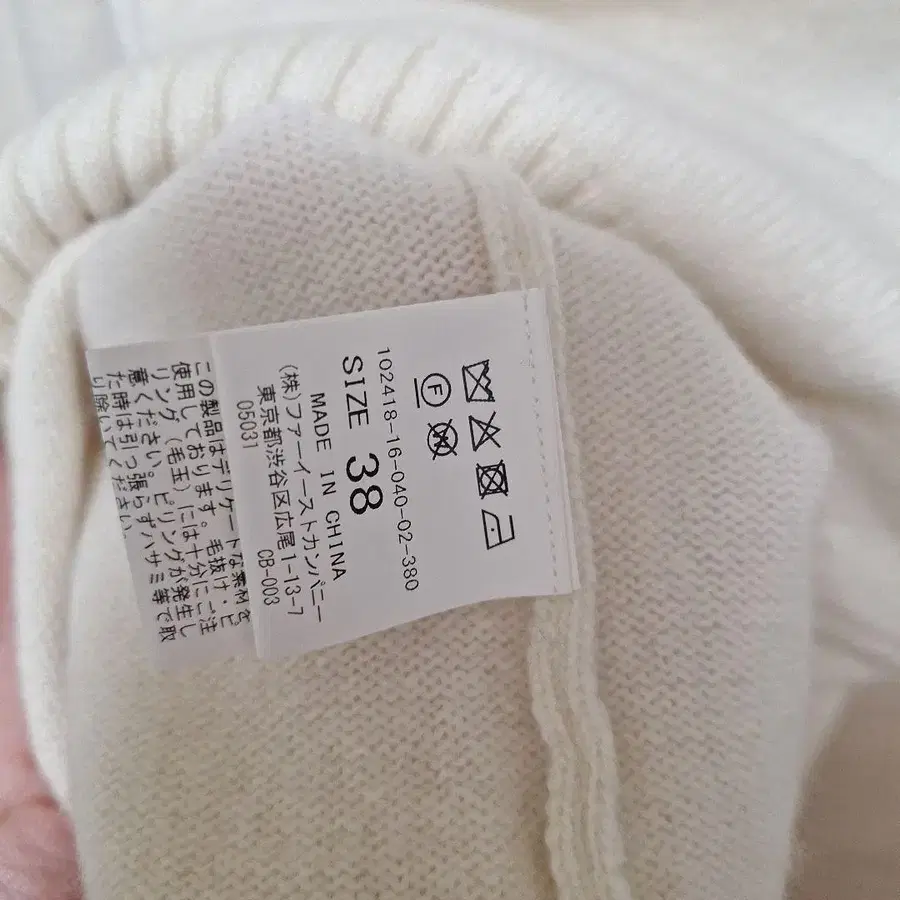 102418-16-040-02-380
SIZE 38
MADE IN CHINA
(株)ファーイーストカンパニー
東京都渋谷区広尾1-13-7
05031 CB-003
この製品はデリケートな素材を
使用しております。毛抜け・ピ
リング(毛玉)には十分にご注
意ください。ピリングが発生し
た時は引っ張らずハサミ等で取
り除いてください。
F